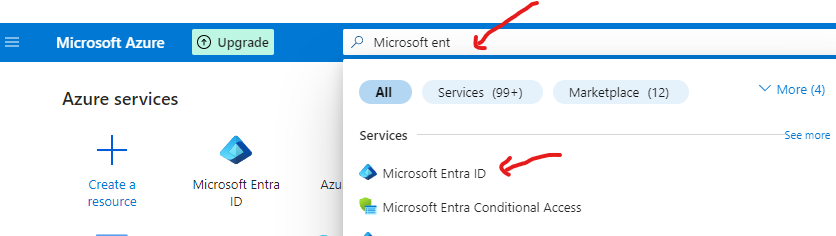 Microsoft Azure
Upgrade
Microsoft ent
All
Services (99+)
Marketplace (12)
More (4)
Azure services
Services
See more
Create a
resource
Microsoft Entra
ID
Azu
Microsoft Entra ID
Microsoft Entra Conditional Access